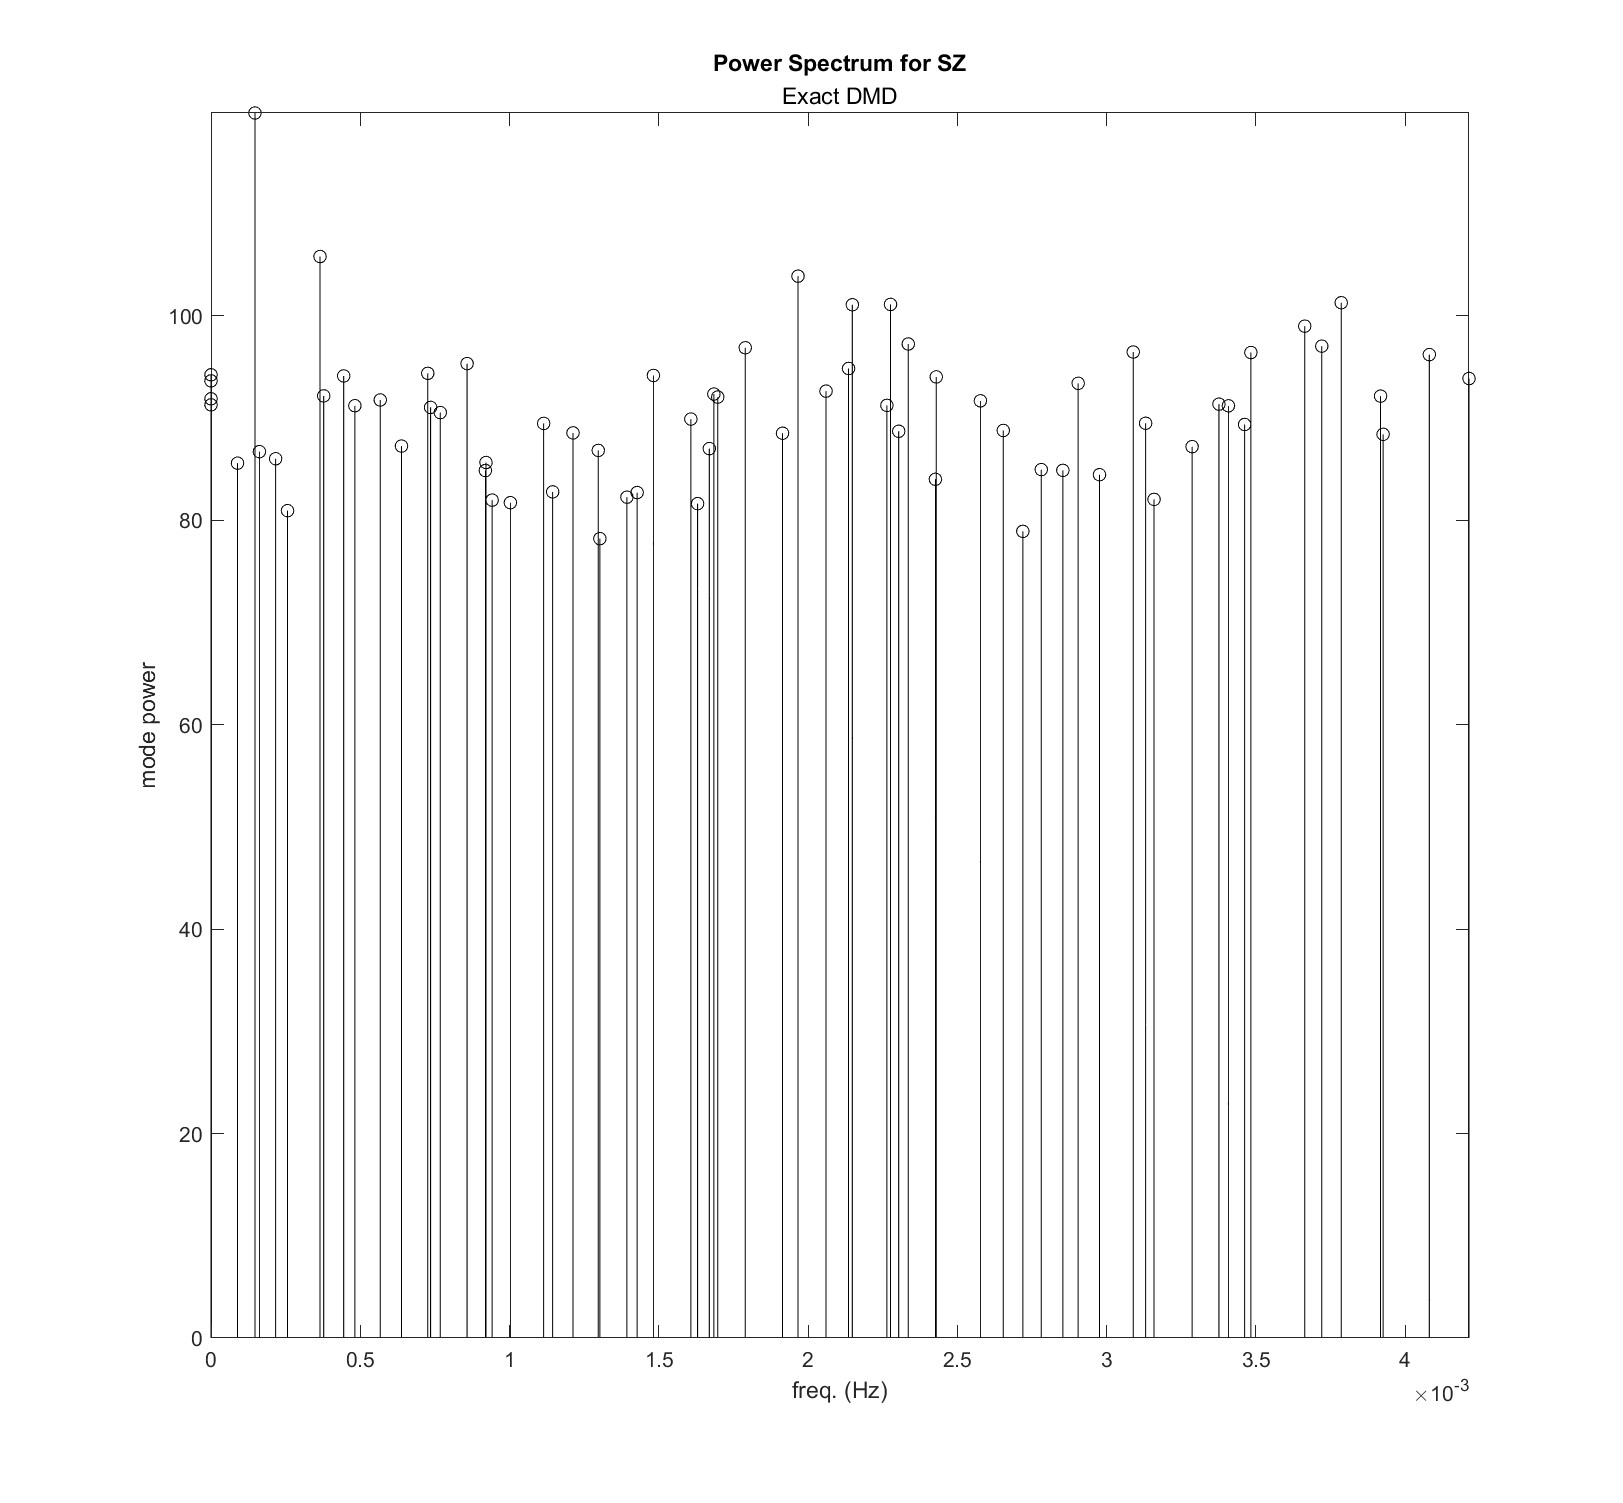 Power Spectrum for SZ
Exact DMD
100
80
60
40
20
0
mode power
0 0.5 1 1.5 2 2.5 3 3.5 4
freq. (Hz)
×10⁻³